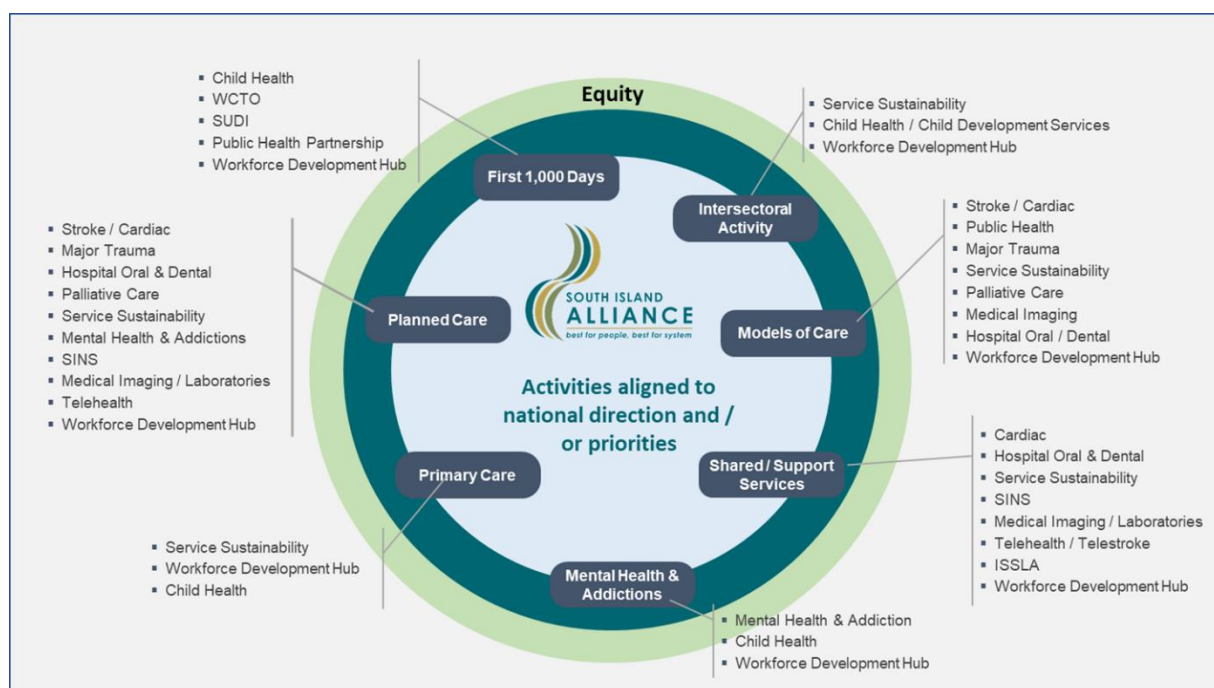 Equity
Child Health
WCTO
SUDI
Public Health Partnership
Workforce Development Hub
First 1,000 Days
Service Sustainability
Child Health / Child Development Services
Workforce Development Hub
Intersectoral
Activity
Stroke / Cardiac
Major Trauma
Hospital Oral & Dental
Palliative Care
Service Sustainability
Mental Health & Addictions
SINS
Medical Imaging / Laboratories
Telehealth
Workforce Development Hub
Planned Care
SOUTH ISLAND
ALLIANCE
best for people, best for system
Models of Care
Stroke / Cardiac
Public Health
Major Trauma
Service Sustainability
Palliative Care
Medical Imaging
Hospital Oral / Dental
Workforce Development Hub
Activities aligned to
national direction and /
or priorities
Primary Care
Service Sustainability
Workforce Development Hub
Child Health
Shared / Support
Services
Cardiac
Hospital Oral & Dental
Service Sustainability
SINS
Medical Imaging / Laboratories
Telehealth / Telestroke
ISSLA
Workforce Development Hub
Mental Health &
Addictions
Mental Health & Addiction
Child Health
Workforce Development Hub